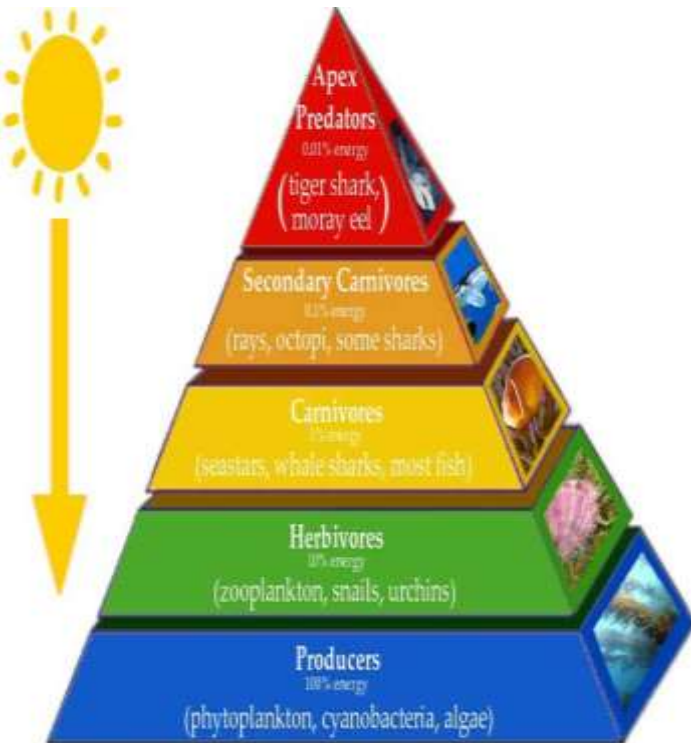 Apex
Predators
0.01% energy
(tiger shark,
moray eel)
Secondary Carnivores
0.1% energy
(rays, octopi, some sharks)
Carnivores
1% energy
(seastars, whale sharks, most fish)
Herbivores
10% energy
(zooplankton, snails, urchins)
Producers
100% energy
(phytoplankton, cyanobacteria, algae)